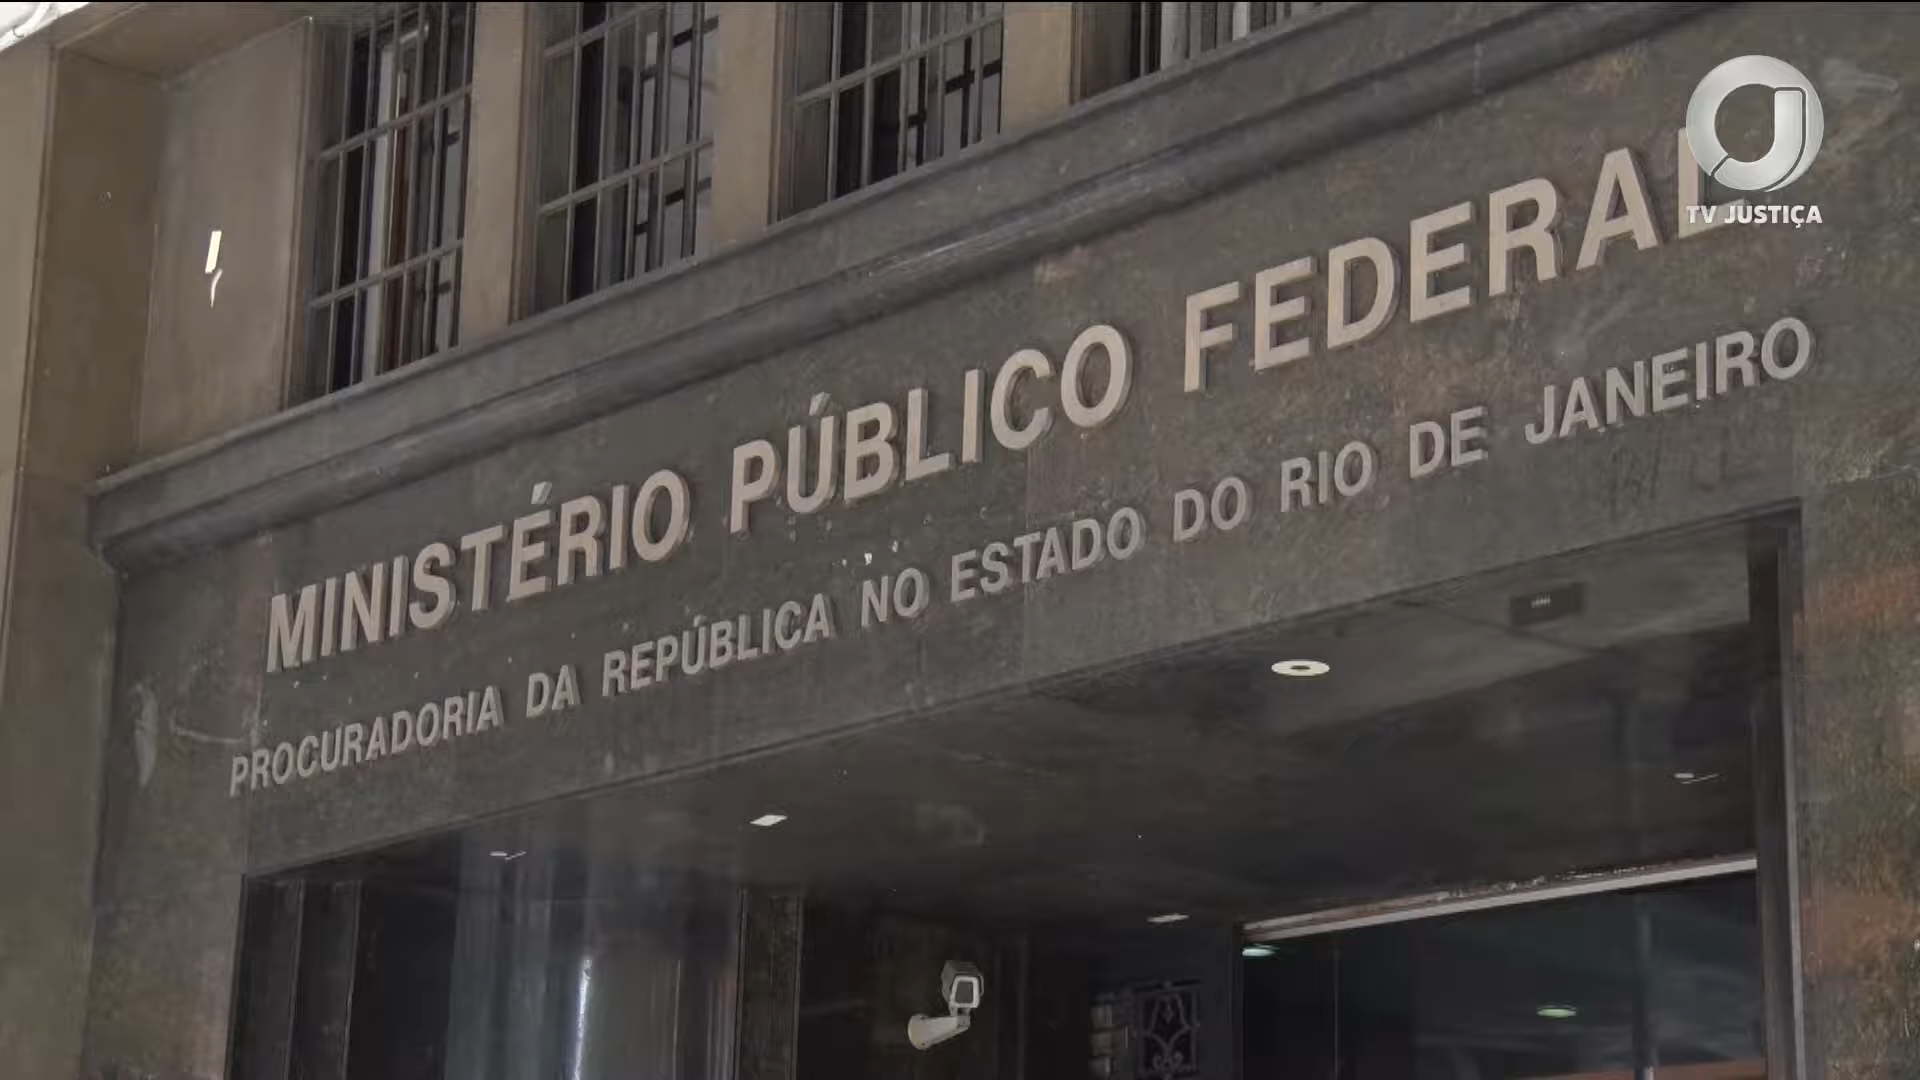 TV JUSTIÇA
MINISTÉRIO PÚBLICO FEDERAL
PROCURADORIA DA REPÚBLICA NO ESTADO DO RIO DE JANEIRO